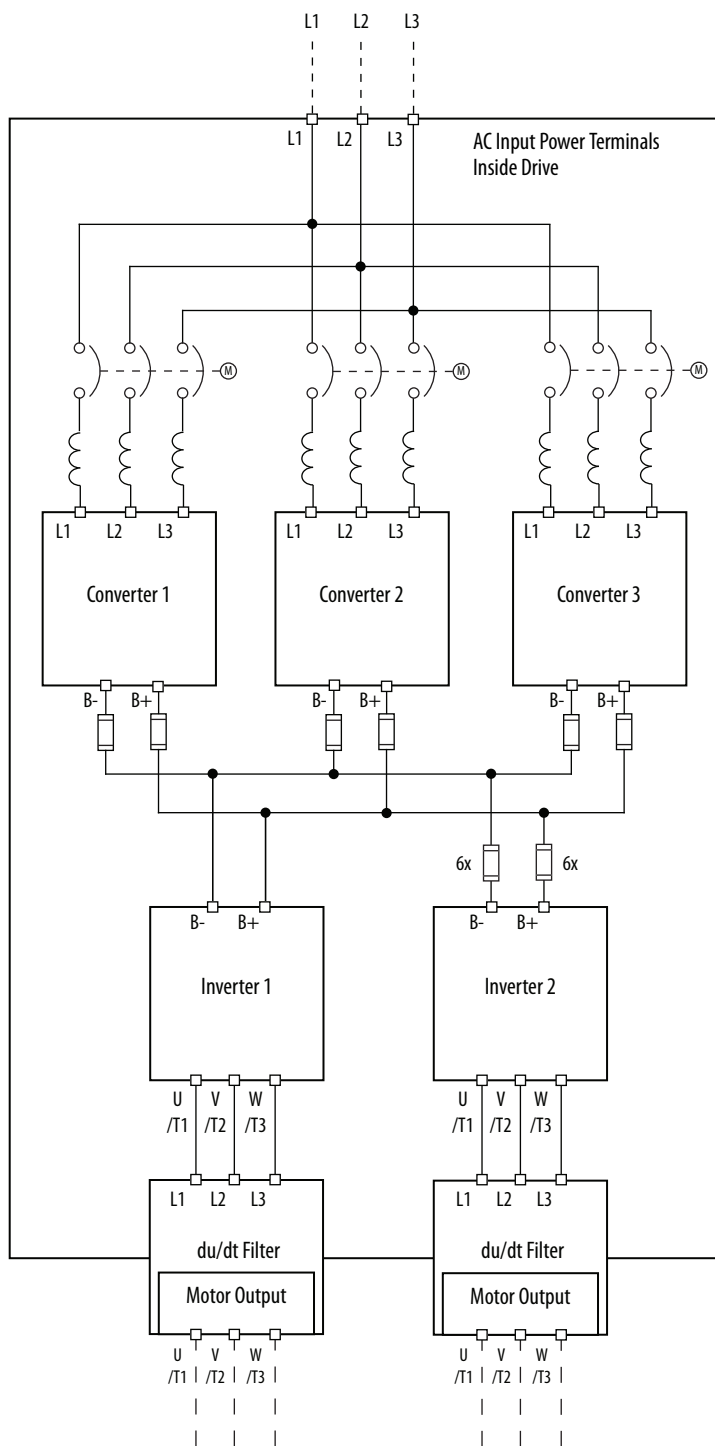 L1 L2 L3
L1 L2 L3
AC Input Power Terminals
Inside Drive
M M M
L1 L2 L3 L1 L2 L3 L1 L2 L3
Converter 1 Converter 2 Converter 3
B- B+ B- B+ B- B+
6x 6x
B- B+ B- B+
Inverter 1 Inverter 2
U V W U V W
/T1 /T2 /T3 /T1 /T2 /T3
L1 L2 L3 L1 L2 L3
du/dt Filter du/dt Filter
Motor Output Motor Output
U V W U V W
/T1 /T2 /T3 /T1 /T2 /T3